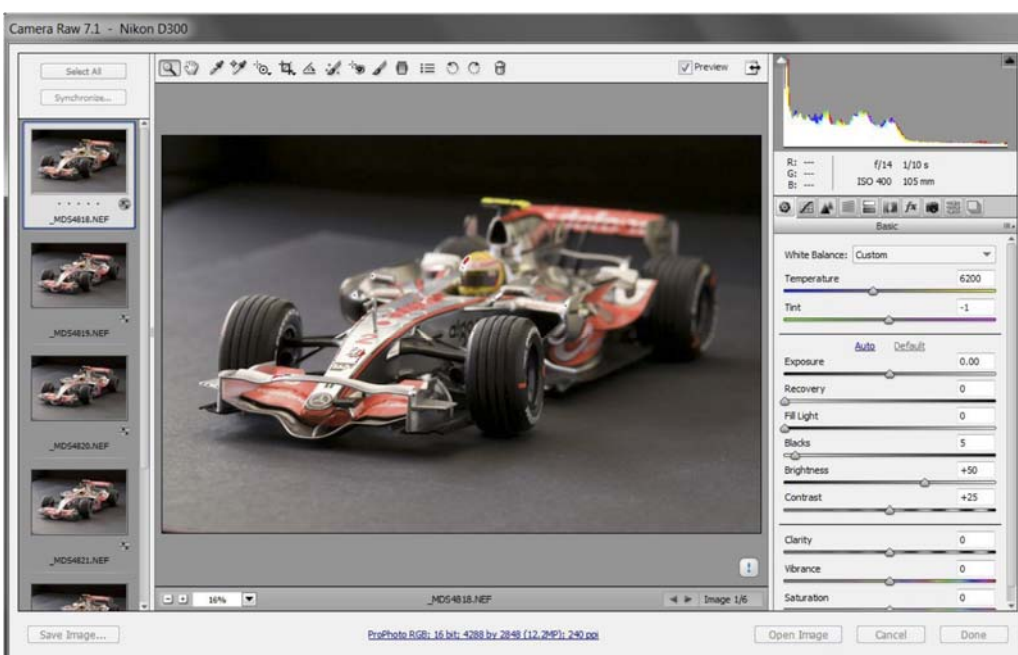 Camera Raw 7.1 - Nikon D300
Select All
Synchronize...
_MDS4818.NEF
_MDS4819.NEF
_MDS4820.NEF
_MDS4821.NEF
Preview
R: ---
G: ---
B: ---
f/14 1/10 s
ISO 400 105 mm
fx
Basic
White Balance: Custom
Temperature 6200
Tint -1
Auto Default
Exposure 0.00
Recovery 0
Fill Light 0
Blacks 5
Brightness +50
Contrast +25
Clarity 0
Vibrance 0
Saturation 0
- + 16% _MDS4818.NEF Image 1/6
Save Image... ProPhoto RGB; 16 bit; 4288 by 2848 (12.2MP); 240 ppi Open Image Cancel Done